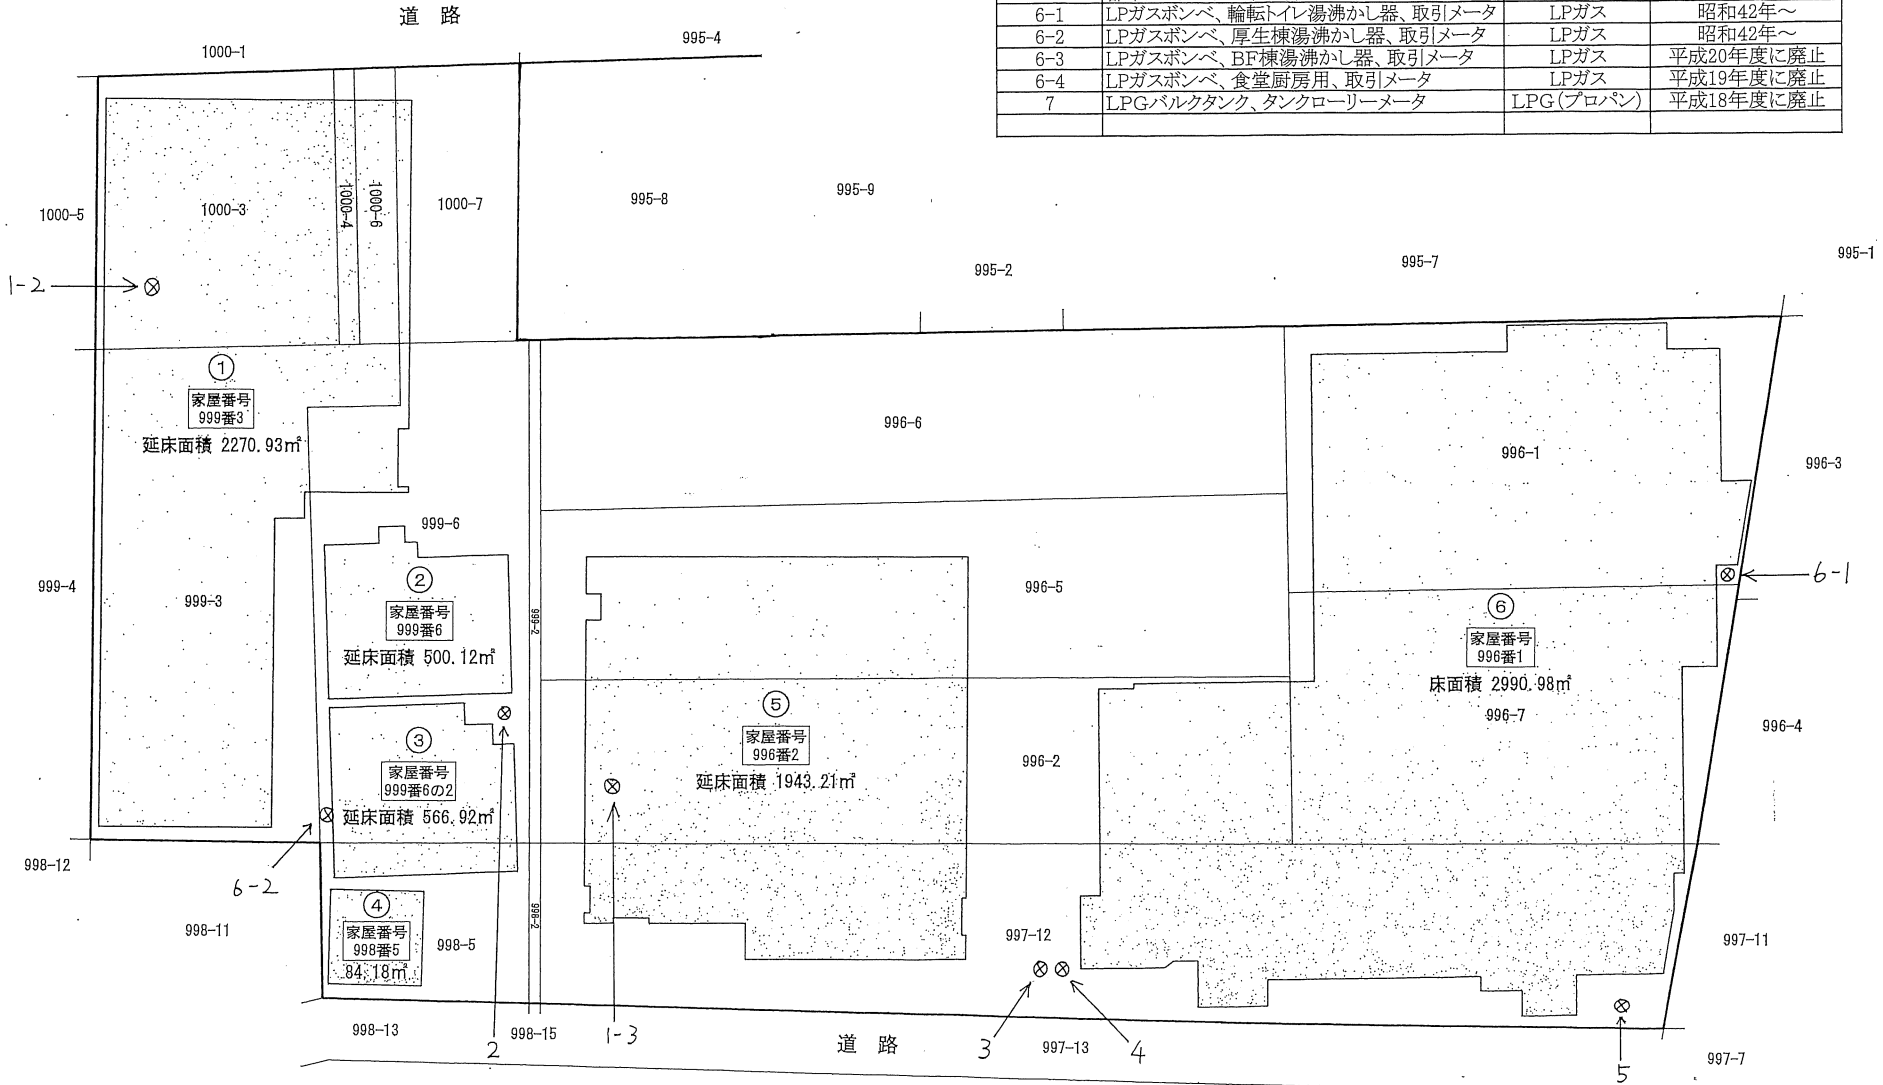 道 路
6-1 LPガスボンベ、輪転トイレ湯沸かし器、取引メータ LPガス 昭和42年～
6-2 LPガスボンベ、厚生棟湯沸かし器、取引メータ LPガス 昭和42年～
6-3 LPガスボンベ、BF棟湯沸かし器、取引メータ LPガス 平成20年度に廃止
6-4 LPガスボンベ、食堂厨房用、取引メータ LPガス 平成19年度に廃止
7 LPGバルクタンク、タンクローリーメータ LPG(プロパン) 平成18年度に廃止
1000-1
995-4
1000-5
1000-3
1000-4
1000-6
1000-7
995-8
995-9
995-2
995-7
995-1
1-2
①
家屋番号
999番3
延床面積 2270.93㎡
996-6
996-1
996-3
999-6
999-4
999-3
②
家屋番号
999番6
延床面積 500.12㎡
999-2
996-5
6-1
⑥
家屋番号
996番1
床面積 2990.98㎡
996-7
996-4
③
家屋番号
999番6の2
延床面積 566.92㎡
⑤
家屋番号
996番2
延床面積 1943.21㎡
996-2
998-12
6-2
998-11
④
家屋番号
998番5
84.18㎡
998-5
998-2
997-12
997-11
998-13
2
998-15
1-3
道 路
3
997-13
4
5
997-7